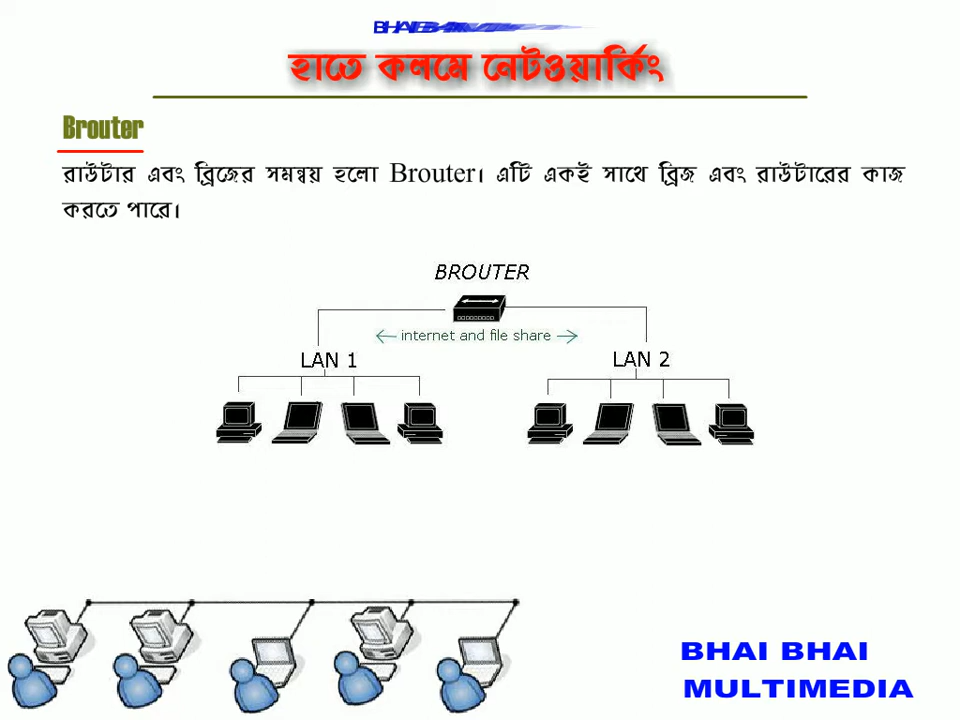 হাতে কলমে নেটওয়ার্কিং
Brouter
রাউটার এবং ব্রিজের সমন্বয় হলো Brouter। এটি একই সাথে ব্রিজ এবং রাউটারের কাজ
করতে পারে।
BROUTER
internet and file share
LAN 1
LAN 2
BHAI BHAI
MULTIMEDIA